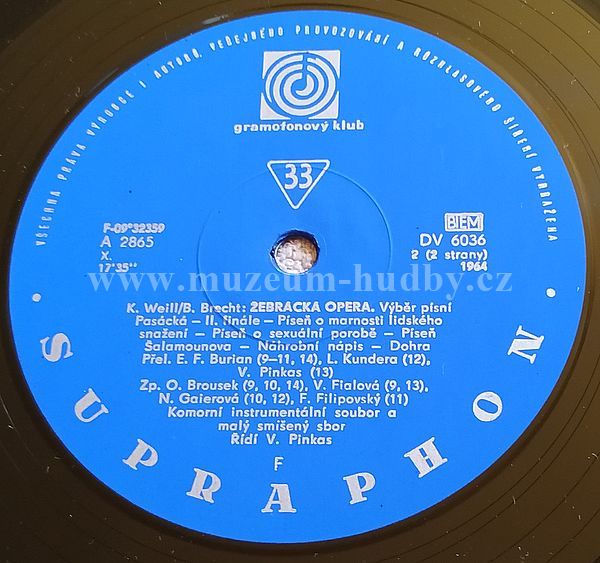 VŠECHNA PRÁVA VÝROBCE I AUTORŮ, VEŘEJNÉHO PROVOZOVÁNÍ A ROZHLASOVÉHO ŠÍŘENÍ VYHRAŽENA
gramofonový klub
33
F-09*32359
A 2865
X.
17'35"
BIEM
DV 6036
2 (2 strany)
1964
www.muzeum-hudby.cz
K. Weill/B. Brecht: ŽEBRÁCKÁ OPERA. Výběr písní
Pasácká – II. finále – Píseň o marnosti lidského
snažení – Píseň o sexuální porobě – Píseň
Šalamounova – Náhrobní nápis – Dohra
Přel. E. F. Burian (9–11, 14), L. Kundera (12),
V. Pinkas (13)
Zp. O. Brousek (9, 10, 14), V. Fialová (9, 13),
N. Gaierová (10, 12), F. Filipovský (11)
Komorní instrumentální soubor a
malý smíšený sbor
Řídí V. Pinkas
F
• SUPRAPHON •